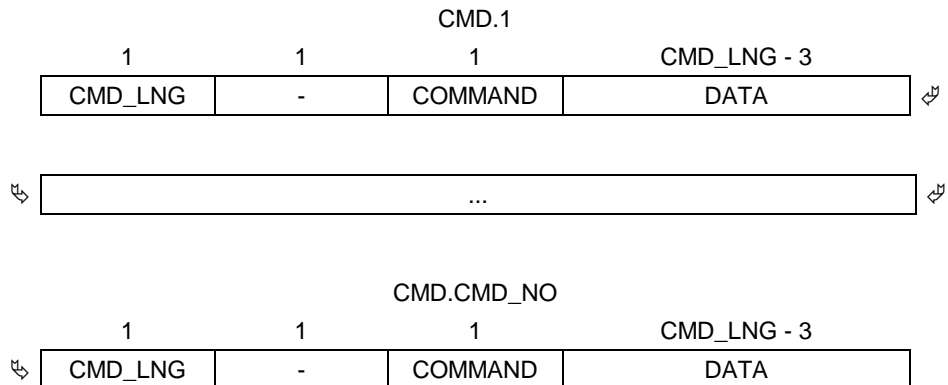 CMD.1
1 1 1 CMD_LNG - 3
CMD_LNG - COMMAND DATA
...
CMD.CMD_NO
1 1 1 CMD_LNG - 3
CMD_LNG - COMMAND DATA